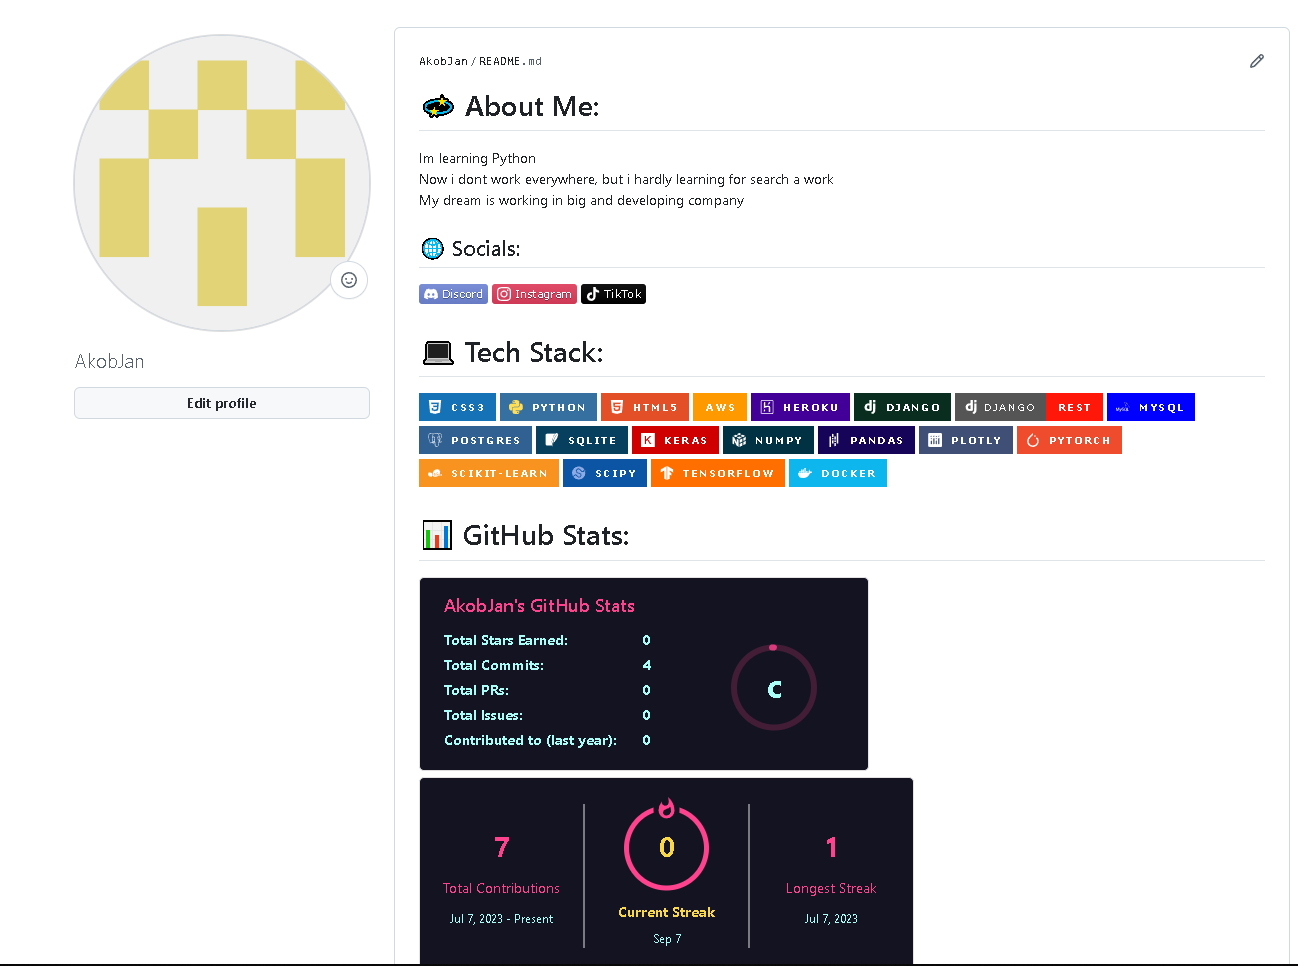 AkobJan
Edit profile
AkobJan / README.md
About Me:
Im learning Python
Now i dont work everywhere, but i hardly learning for search a work
My dream is working in big and developing company
Socials:
Discord Instagram TikTok
Tech Stack:
CSS3 PYTHON HTML5 AWS HEROKU DJANGO DJANGO REST MySQL MYSQL
POSTGRES SQLITE K KERAS NUMPY PANDAS PLOTLY PYTORCH
SCIKIT-LEARN SCIPY TENSORFLOW DOCKER
GitHub Stats:
AkobJan's GitHub Stats
Total Stars Earned: 0
Total Commits: 4
Total PRs: 0
Total Issues: 0
Contributed to (last year): 0
C
7
Total Contributions
Jul 7, 2023 - Present
0
Current Streak
Sep 7
1
Longest Streak
Jul 7, 2023